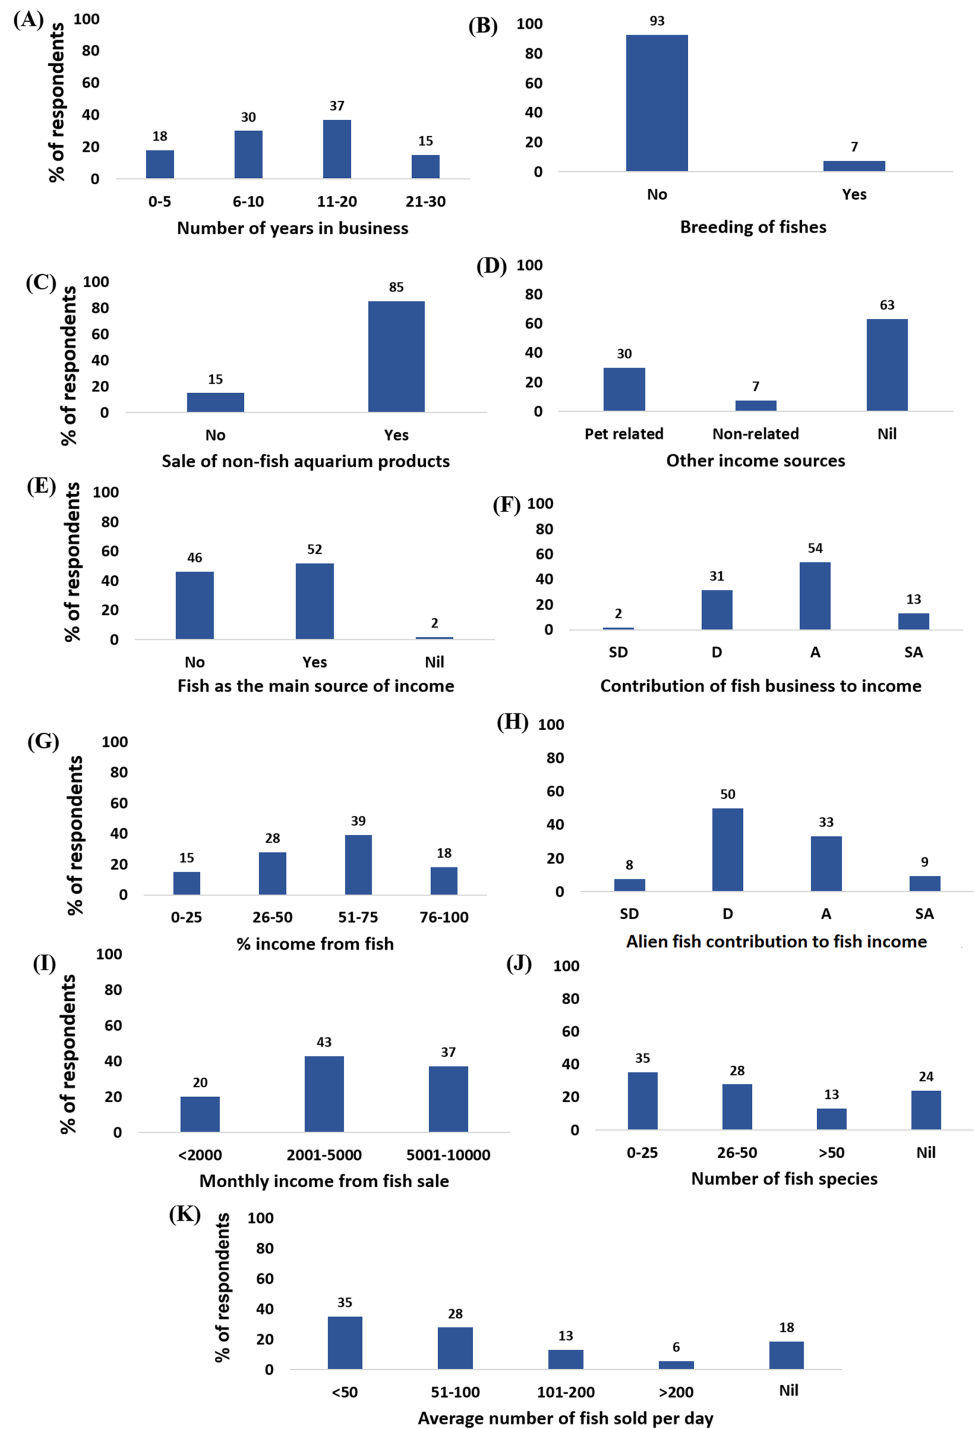 (A)
% of respondents
100
80
60
40
20
0
18
30
37
15
0-5 6-10 11-20 21-30
Number of years in business
(B)
100
80
60
40
20
0
93
7
No Yes
Breeding of fishes
(C)
% of respondents
100
80
60
40
20
0
15
85
No Yes
Sale of non-fish aquarium products
(D)
100
80
60
40
20
0
30
7
63
Pet related Non-related Nil
Other income sources
(E)
% of respondents
100
80
60
40
20
0
46
52
2
No Yes Nil
Fish as the main source of income
(F)
100
80
60
40
20
0
2
31
54
13
SD D A SA
Contribution of fish business to income
(G)
% of respondents
100
80
60
40
20
0
15
28
39
18
0-25 26-50 51-75 76-100
% income from fish
(H)
100
80
60
40
20
0
8
50
33
9
SD D A SA
Alien fish contribution to fish income
(I)
% of respondents
100
80
60
40
20
0
20
43
37
<2000 2001-5000 5001-10000
Monthly income from fish sale
(J)
100
80
60
40
20
0
35
28
13
24
0-25 26-50 >50 Nil
Number of fish species
(K)
% of respondents
100
80
60
40
20
0
35
28
13
6
18
<50 51-100 101-200 >200 Nil
Average number of fish sold per day